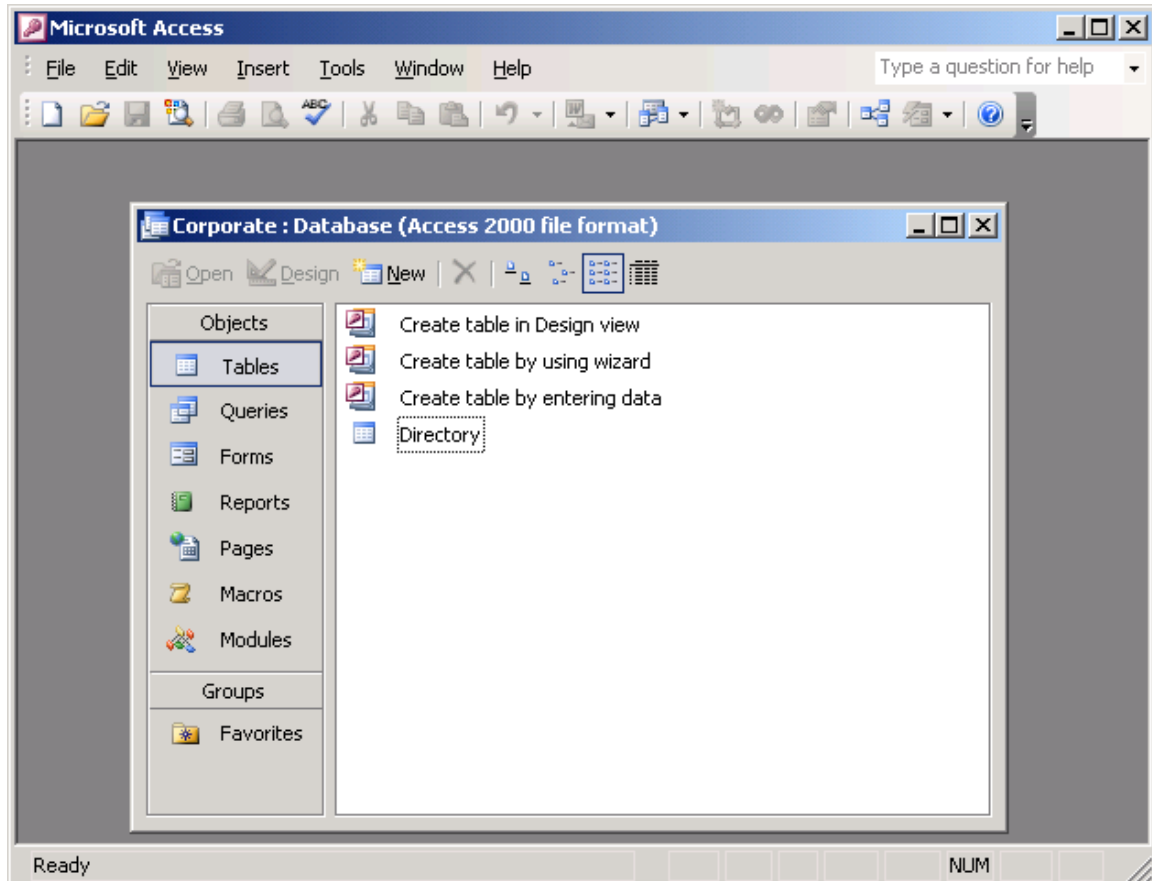 Microsoft Access
File Edit View Insert Tools Window Help Type a question for help
ABC
W
Corporate : Database (Access 2000 file format)
Open Design New
Objects
Tables
Queries
Forms
Reports
Pages
Macros
Modules
Groups
Favorites
Create table in Design view
Create table by using wizard
Create table by entering data
Directory
Ready NUM